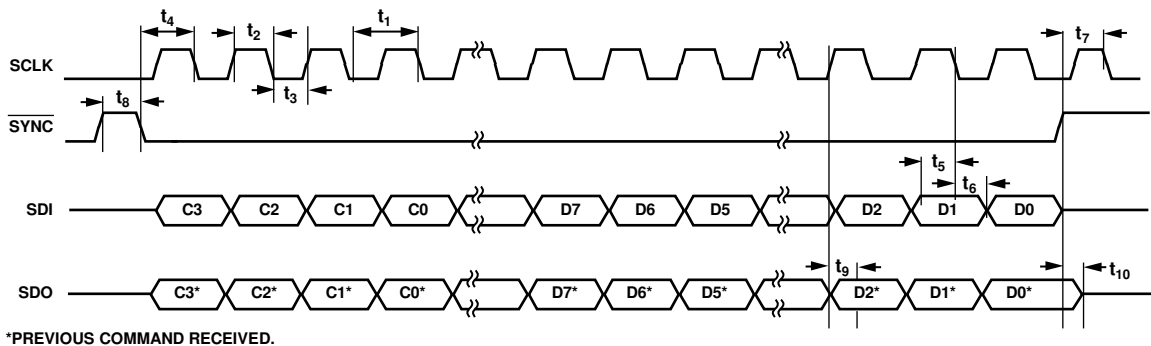 t4 t2 t1 t7
SCLK
t8 t3
SYNC
t5 t6
SDI C3 C2 C1 C0 D7 D6 D5 D2 D1 D0
t9 t10
SDO C3* C2* C1* C0* D7* D6* D5* D2* D1* D0*
*PREVIOUS COMMAND RECEIVED.